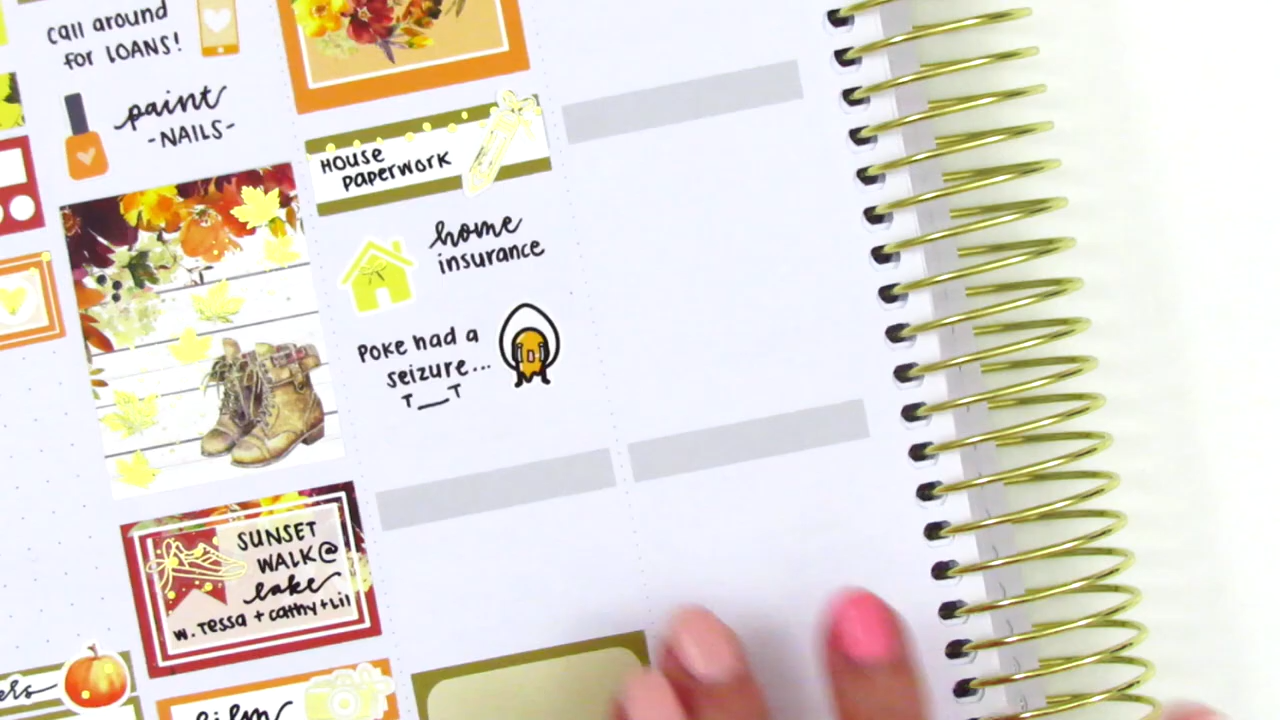 call around
for LOANS!
paint
-NAILS-
SUNSET
WALK@
lake
w. Tessa + cathy + Lil
film
HOUSE
paperwork
home
insurance
POKE had a
seizure...
T__T